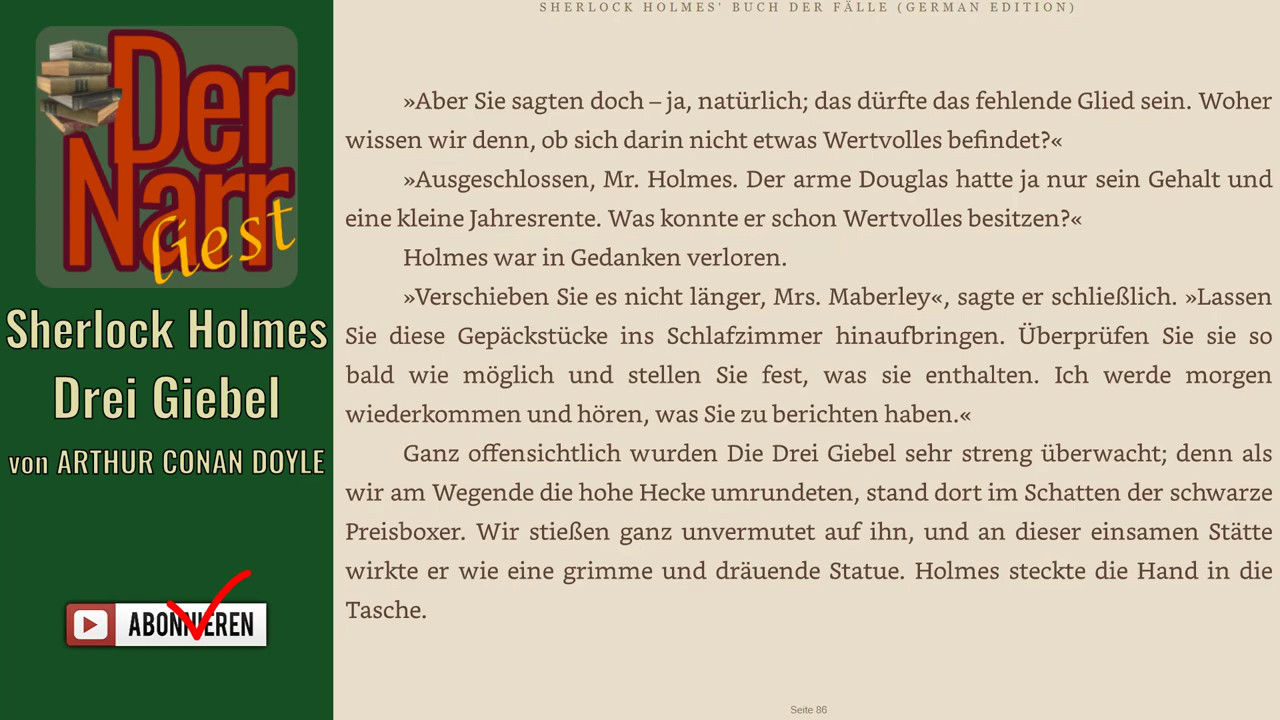 Der
Narr
liest
Sherlock Holmes
Drei Giebel
von ARTHUR CONAN DOYLE
ABONNIEREN
SHERLOCK HOLMES' BUCH DER FÄLLE (GERMAN EDITION)
»Aber Sie sagten doch – ja, natürlich; das dürfte das fehlende Glied sein. Woher
wissen wir denn, ob sich darin nicht etwas Wertvolles befindet?«
»Ausgeschlossen, Mr. Holmes. Der arme Douglas hatte ja nur sein Gehalt und
eine kleine Jahresrente. Was konnte er schon Wertvolles besitzen?«
Holmes war in Gedanken verloren.
»Verschieben Sie es nicht länger, Mrs. Maberley«, sagte er schließlich. »Lassen
Sie diese Gepäckstücke ins Schlafzimmer hinaufbringen. Überprüfen Sie sie so
bald wie möglich und stellen Sie fest, was sie enthalten. Ich werde morgen
wiederkommen und hören, was Sie zu berichten haben.«
Ganz offensichtlich wurden Die Drei Giebel sehr streng überwacht; denn als
wir am Wegende die hohe Hecke umrundeten, stand dort im Schatten der schwarze
Preisboxer. Wir stießen ganz unvermutet auf ihn, und an dieser einsamen Stätte
wirkte er wie eine grimme und dräuende Statue. Holmes steckte die Hand in die
Tasche.
Seite 86